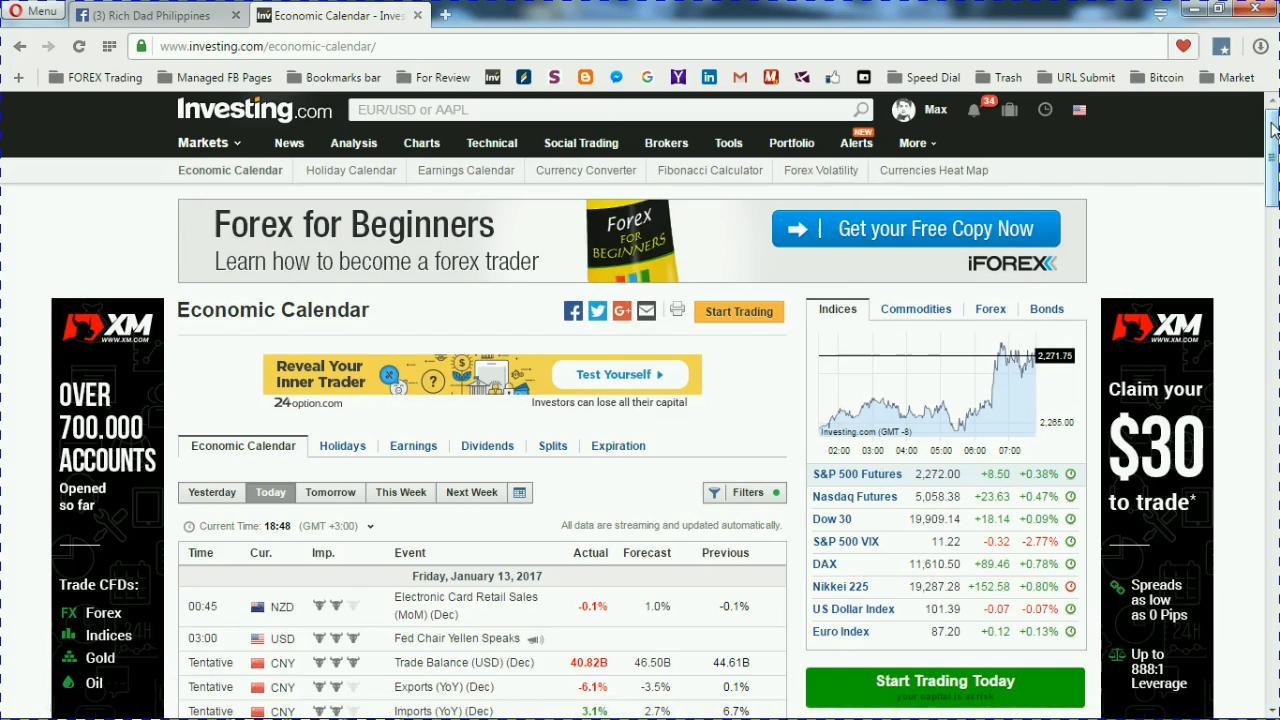 Menu
(3) Rich Dad Philippines
Economic Calendar - Inves
www.investing.com/economic-calendar/
FOREX Trading
Managed FB Pages
Bookmarks bar
For Review
Speed Dial
Trash
URL Submit
Bitcoin
Market
Investing.com
EUR/USD or AAPL
Max
34
Markets
News
Analysis
Charts
Technical
Social Trading
Brokers
Tools
Portfolio
NEW
Alerts
More
Economic Calendar
Holiday Calendar
Earnings Calendar
Currency Converter
Fibonacci Calculator
Forex Volatility
Currencies Heat Map
Forex for Beginners
Learn how to become a forex trader
Forex
FOR
BEGINNERS
Get your Free Copy Now
iFOREX
XM
WWW.XM.COM
OVER
700.000
ACCOUNTS
Opened
so far
Trade CFDs:
FX Forex
Indices
Gold
Oil
Economic Calendar
Start Trading
Reveal Your
Inner Trader
Test Yourself
24option.com
Investors can lose all their capital
Economic Calendar
Holidays
Earnings
Dividends
Splits
Expiration
Yesterday
Today
Tomorrow
This Week
Next Week
Filters
Current Time: 18:48 (GMT +3:00)
All data are streaming and updated automatically.
Time Cur. Imp. Event Actual Forecast Previous
Friday, January 13, 2017
00:45 NZD Electronic Card Retail Sales (MoM) (Dec) -0.1% 1.0% -0.1%
03:00 USD Fed Chair Yellen Speaks
Tentative CNY Trade Balance (USD) (Dec) 40.82B 46.50B 44.61B
Tentative CNY Exports (YoY) (Dec) -6.1% -3.5% 0.1%
Tentative CNY Imports (YoY) (Dec) 3.1% 2.7% 6.7%
Indices
Commodities
Forex
Bonds
2,271.75
2,265.00
Investing.com (GMT -8)
02:00 03:00 04:00 05:00 06:00 07:00
S&P 500 Futures 2,272.00 +8.50 +0.38%
Nasdaq Futures 5,058.38 +23.63 +0.47%
Dow 30 19,909.14 +18.14 +0.09%
S&P 500 VIX 11.22 -0.32 -2.77%
DAX 11,610.50 +89.46 +0.78%
Nikkei 225 19,287.28 +152.58 +0.80%
US Dollar Index 101.39 -0.07 -0.07%
Euro Index 87.20 +0.12 +0.13%
Start Trading Today
your capital is at risk
XM
WWW.XM.COM
Claim your
$30
to trade*
Spreads
as low
as 0 Pips
Up to
888:1
Leverage